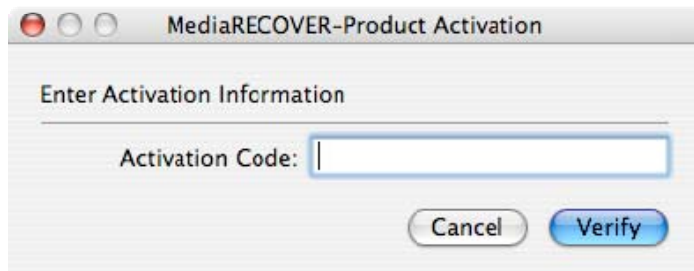 MediaRECOVER-Product Activation
Enter Activation Information
Activation Code:
Cancel Verify